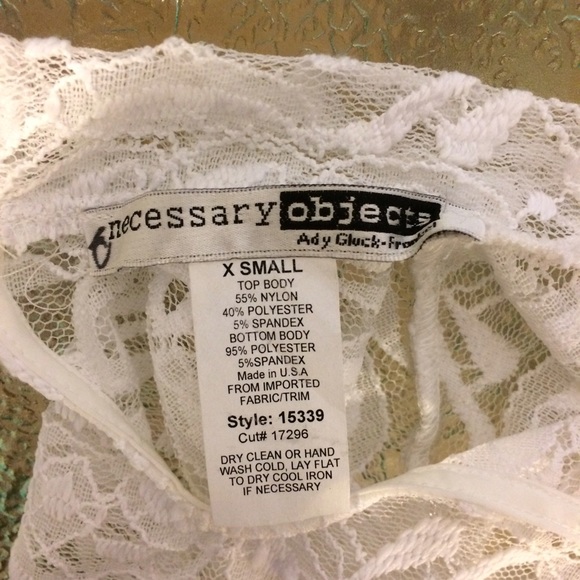 necessary objects
Ady Gluck-
X SMALL
TOP BODY
55% NYLON
40% POLYESTER
5% SPANDEX
BOTTOM BODY
95% POLYESTER
5%SPANDEX
Made in U.S.A
FROM IMPORTED
FABRIC/TRIM
Style: 15339
Cut# 17296
DRY CLEAN OR HAND
WASH COLD, LAY FLAT
TO DRY COOL IRON
IF NECESSARY